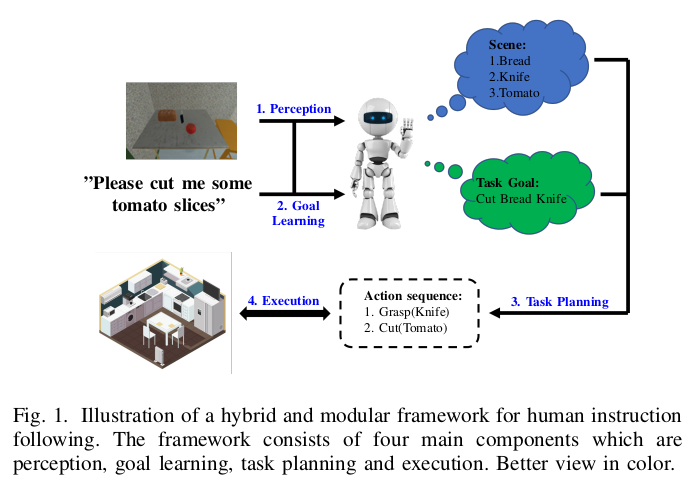 Scene:
1.Bread
2.Knife
3.Tomato
1. Perception
"Please cut me some
tomato slices"
2. Goal
Learning
Task Goal:
Cut Bread Knife
4. Execution
Action sequence:
1. Grasp(Knife)
2. Cut(Tomato)
3. Task Planning
Fig. 1. Illustration of a hybrid and modular framework for human instruction
following. The framework consists of four main components which are
perception, goal learning, task planning and execution. Better view in color.